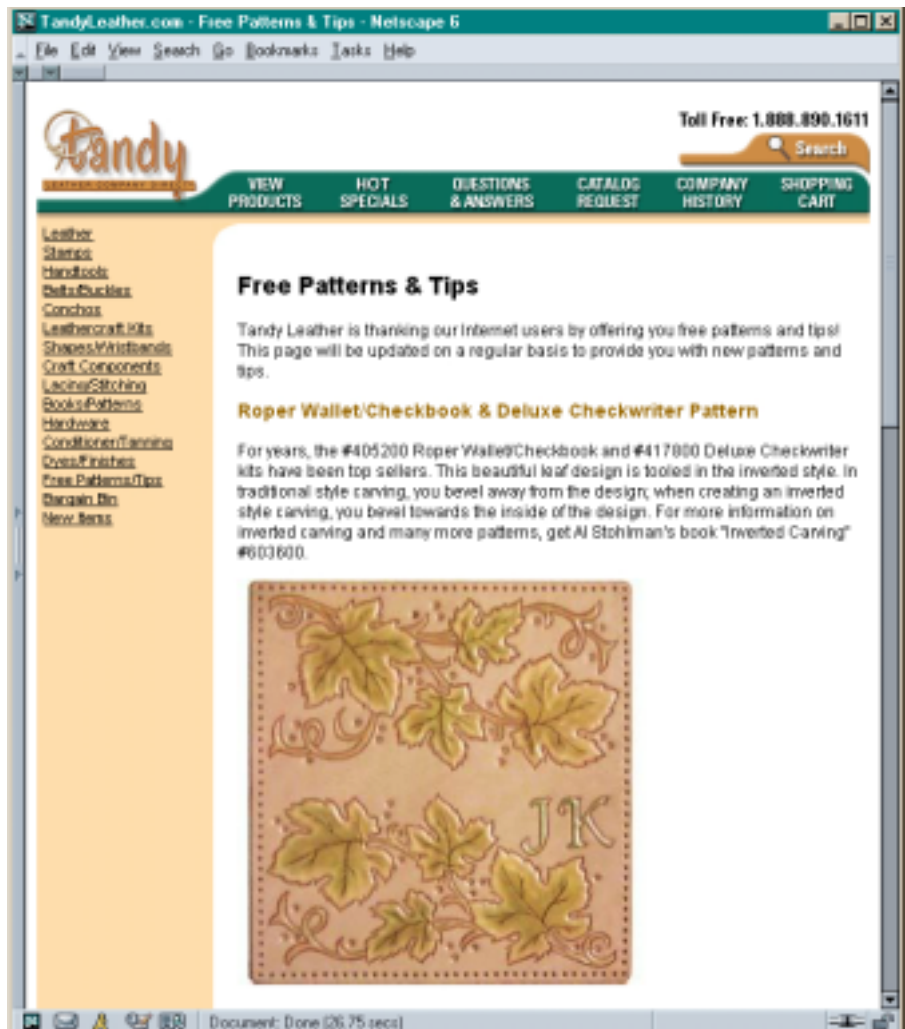 TandyLeather.com - Free Patterns & Tips - Netscape 6
File Edit View Search Go Bookmarks Tasks Help
Toll Free: 1.888.890.1611
Tandy
LEATHER COMPANY DIRECT
Search
VIEW PRODUCTS HOT SPECIALS QUESTIONS & ANSWERS CATALOG REQUEST COMPANY HISTORY SHOPPING CART
Leather
Stamps
Handtools
Belts/Buckles
Conchos
Leathercraft Kits
Shapes/Wristbands
Craft Components
Lacing/Stitching
Books/Patterns
Hardware
Conditioner/Tanning
Dyes/Finishes
Free Patterns/Tips
Bargain Bin
New Items
Free Patterns & Tips
Tandy Leather is thanking our Internet users by offering you free patterns and tips!
This page will be updated on a regular basis to provide you with new patterns and
tips.
Roper Wallet/Checkbook & Deluxe Checkwriter Pattern
For years, the #405200 Roper Wallet/Checkbook and #417800 Deluxe Checkwriter
kits have been top sellers. This beautiful leaf design is tooled in the inverted style. In
traditional style carving, you bevel away from the design; when creating an inverted
style carving, you bevel towards the inside of the design. For more information on
inverted carving and many more patterns, get Al Stohlman's book "Inverted Carving"
#603600.
JK
Document: Done (26.75 secs)